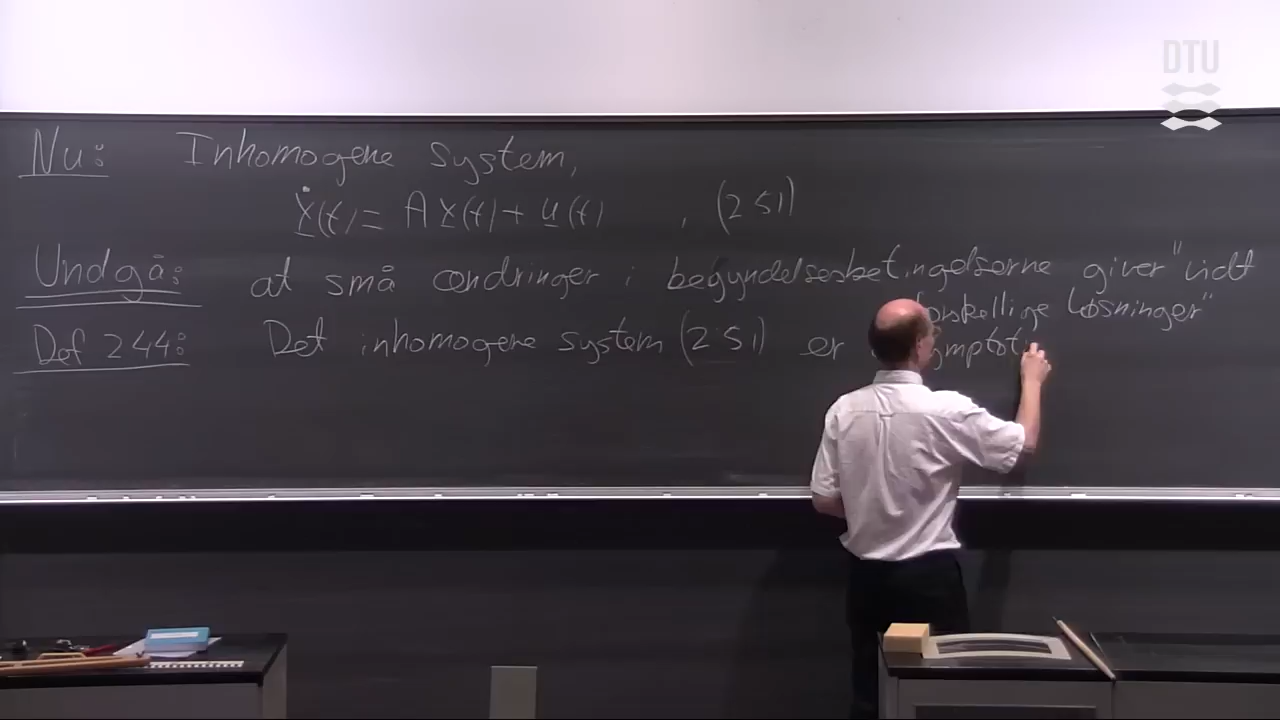 Nu: Inhomogene system,
ẋ(t) = A x(t) + u(t) , (2 51)
Undgå: at små ændringer i begyndelsesbetingelserne giver "vidt
forskellige løsninger"
Def 2 44: Det inhomogene system (2 51) er
DTU